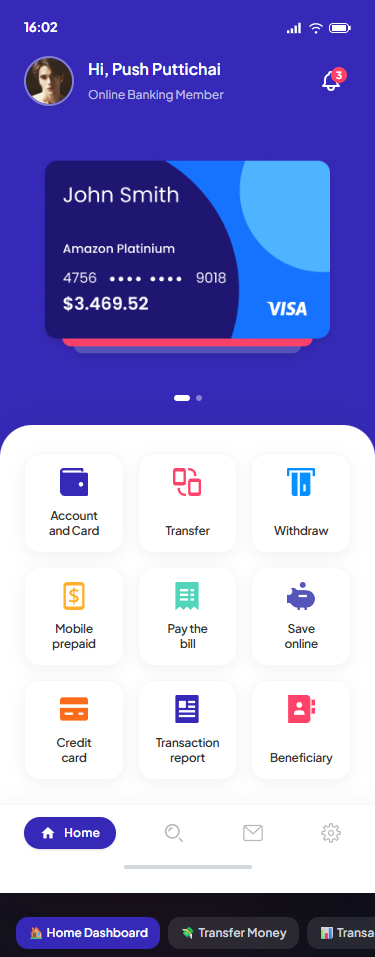 16:02
Hi, Push Puttichai
Online Banking Member
3
John Smith
Amazon Platinium
4756 •••• •••• 9018
$3.469.52
VISA
Account
and Card
Transfer
Withdraw
Mobile
prepaid
Pay the
bill
Save
online
Credit
card
Transaction
report
Beneficiary
Home
Home Dashboard
Transfer Money
Transa